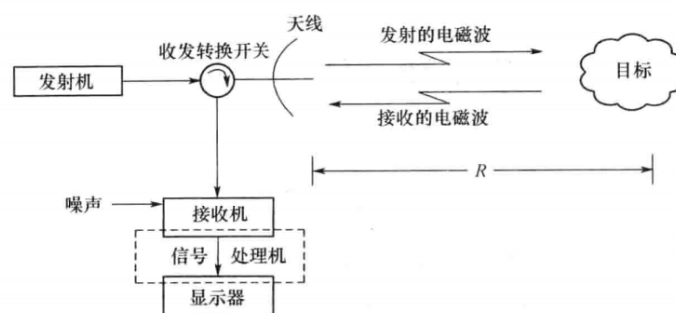 天线
收发转换开关
发射的电磁波
发射机
目标
接收的电磁波
R
噪声
接收机
信号 处理机
显示器